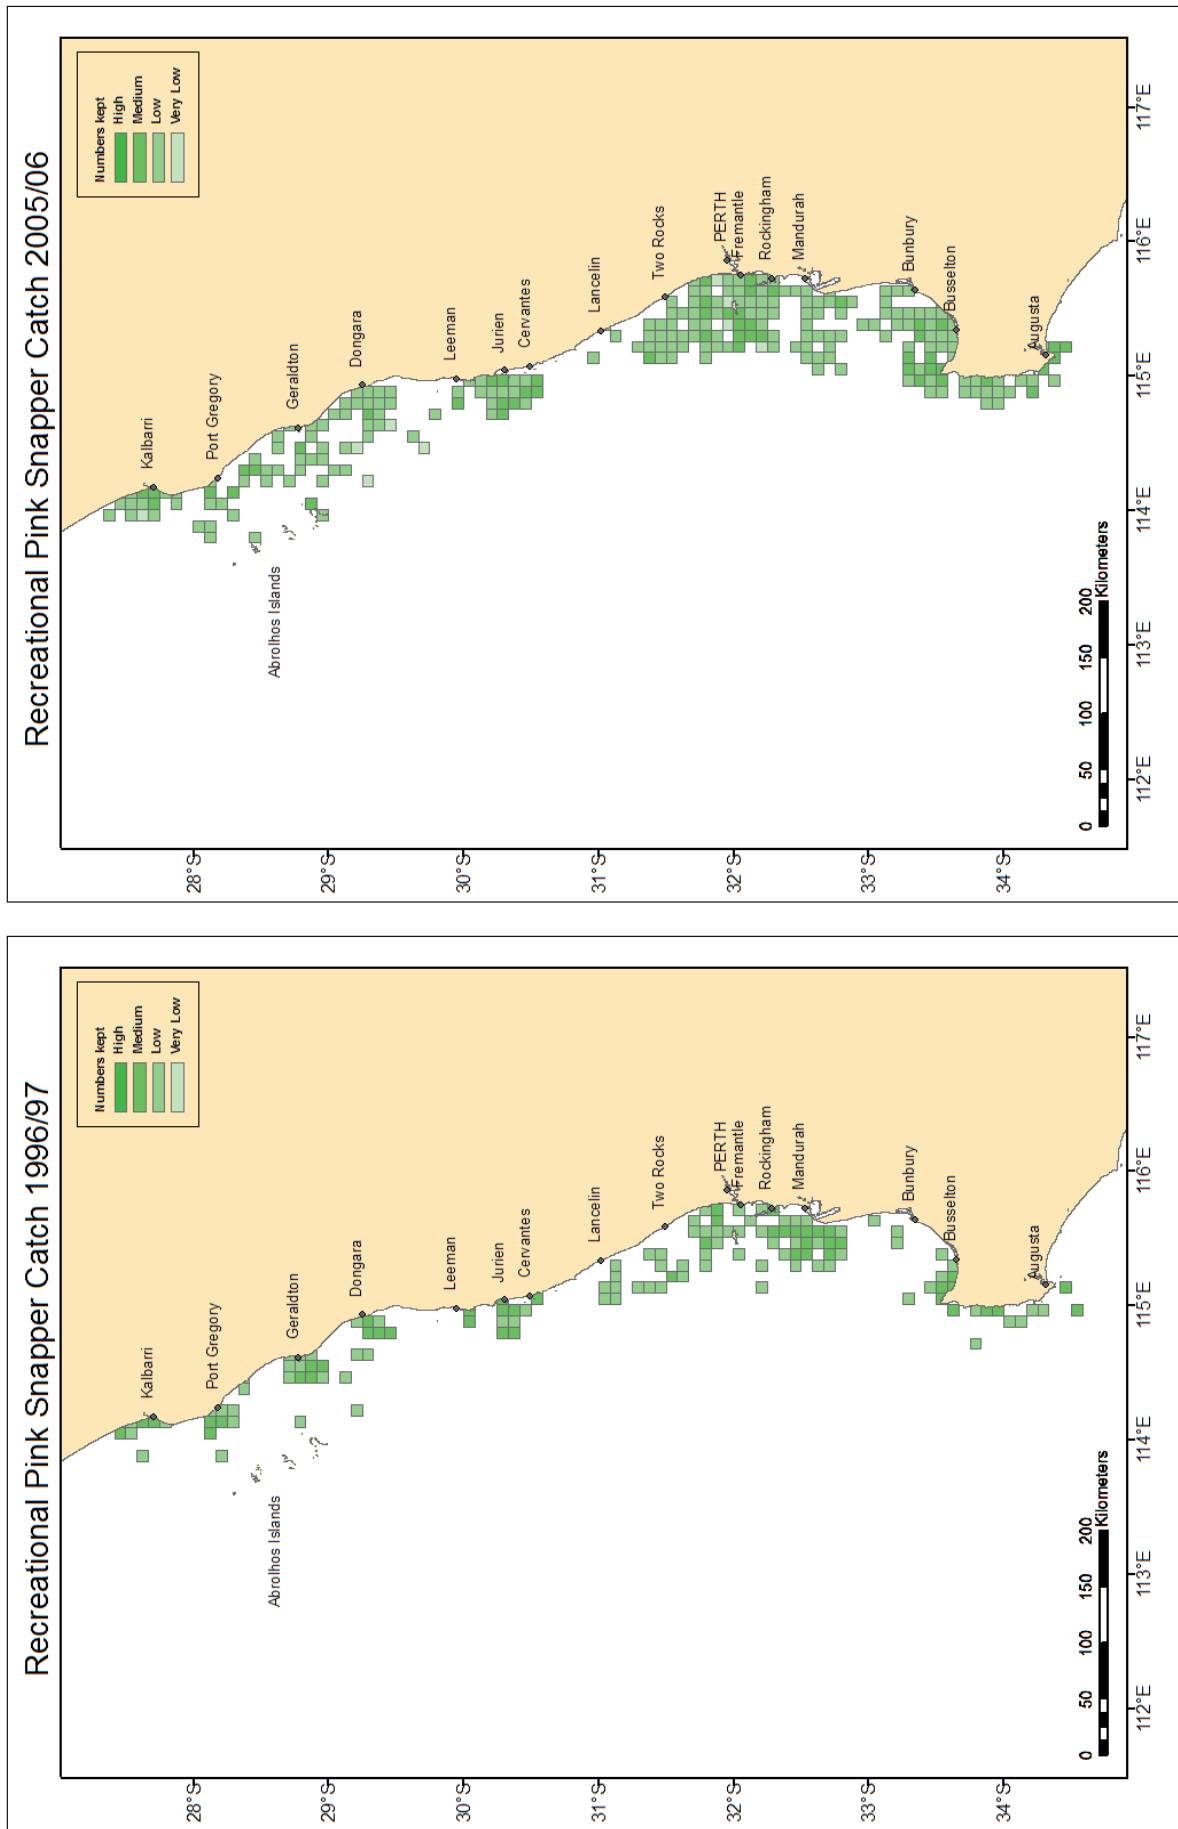 Recreational Pink Snapper Catch 2005/06
Numbers kept
High
Medium
Low
Very Low
Kalbarri
Port Gregory
Geraldton
Dongara
Leeman
Jurien
Cervantes
Lancelin
Two Rocks
PERTH
Fremantle
Rockingham
Mandurah
Bunbury
Busselton
Augusta
Abrolhos Islands
0 50 100 150 200
Kilometers
28°S
29°S
30°S
31°S
32°S
33°S
34°S
112°E
113°E
114°E
115°E
116°E
117°E
Recreational Pink Snapper Catch 1996/97
Numbers kept
High
Medium
Low
Very Low
Kalbarri
Port Gregory
Geraldton
Dongara
Leeman
Jurien
Cervantes
Lancelin
Two Rocks
PERTH
Fremantle
Rockingham
Mandurah
Bunbury
Busselton
Augusta
Abrolhos Islands
0 50 100 150 200
Kilometers
28°S
29°S
30°S
31°S
32°S
33°S
34°S
112°E
113°E
114°E
115°E
116°E
117°E